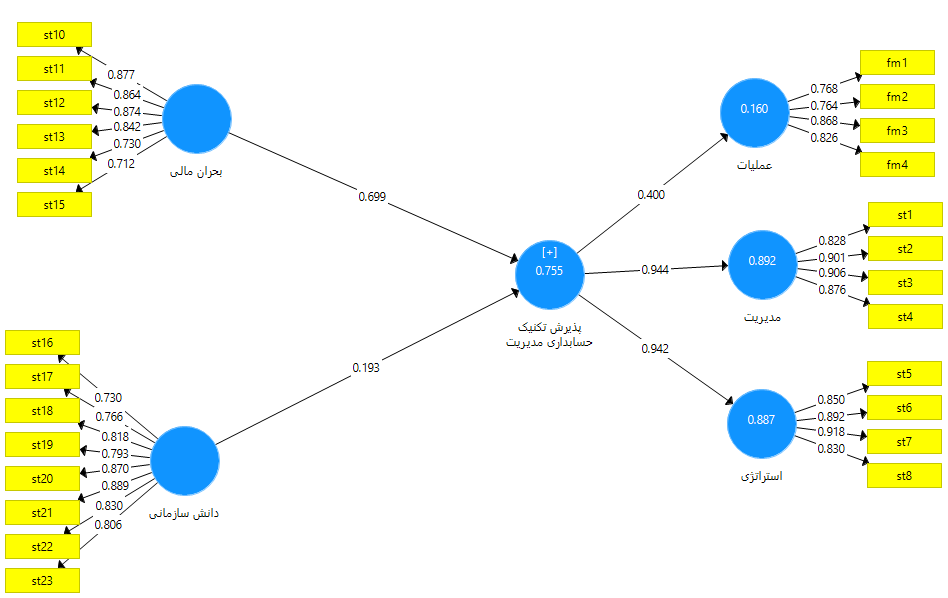 st10
st11
st12
st13
st14
st15
0.877
0.864
0.874
0.842
0.730
0.712
بحران مالی
0.699
st16
st17
st18
st19
st20
st21
st22
st23
0.730
0.766
0.818
0.793
0.870
0.889
0.830
0.806
دانش سازمانی
0.193
[+]
0.755
پذیرش تکنیک
حسابداری مدیریت
0.400
0.944
0.942
0.160
عملیات
0.768
0.764
0.868
0.826
fm1
fm2
fm3
fm4
0.892
مدیریت
0.828
0.901
0.906
0.876
st1
st2
st3
st4
0.887
استراتژی
0.850
0.892
0.918
0.830
st5
st6
st7
st8